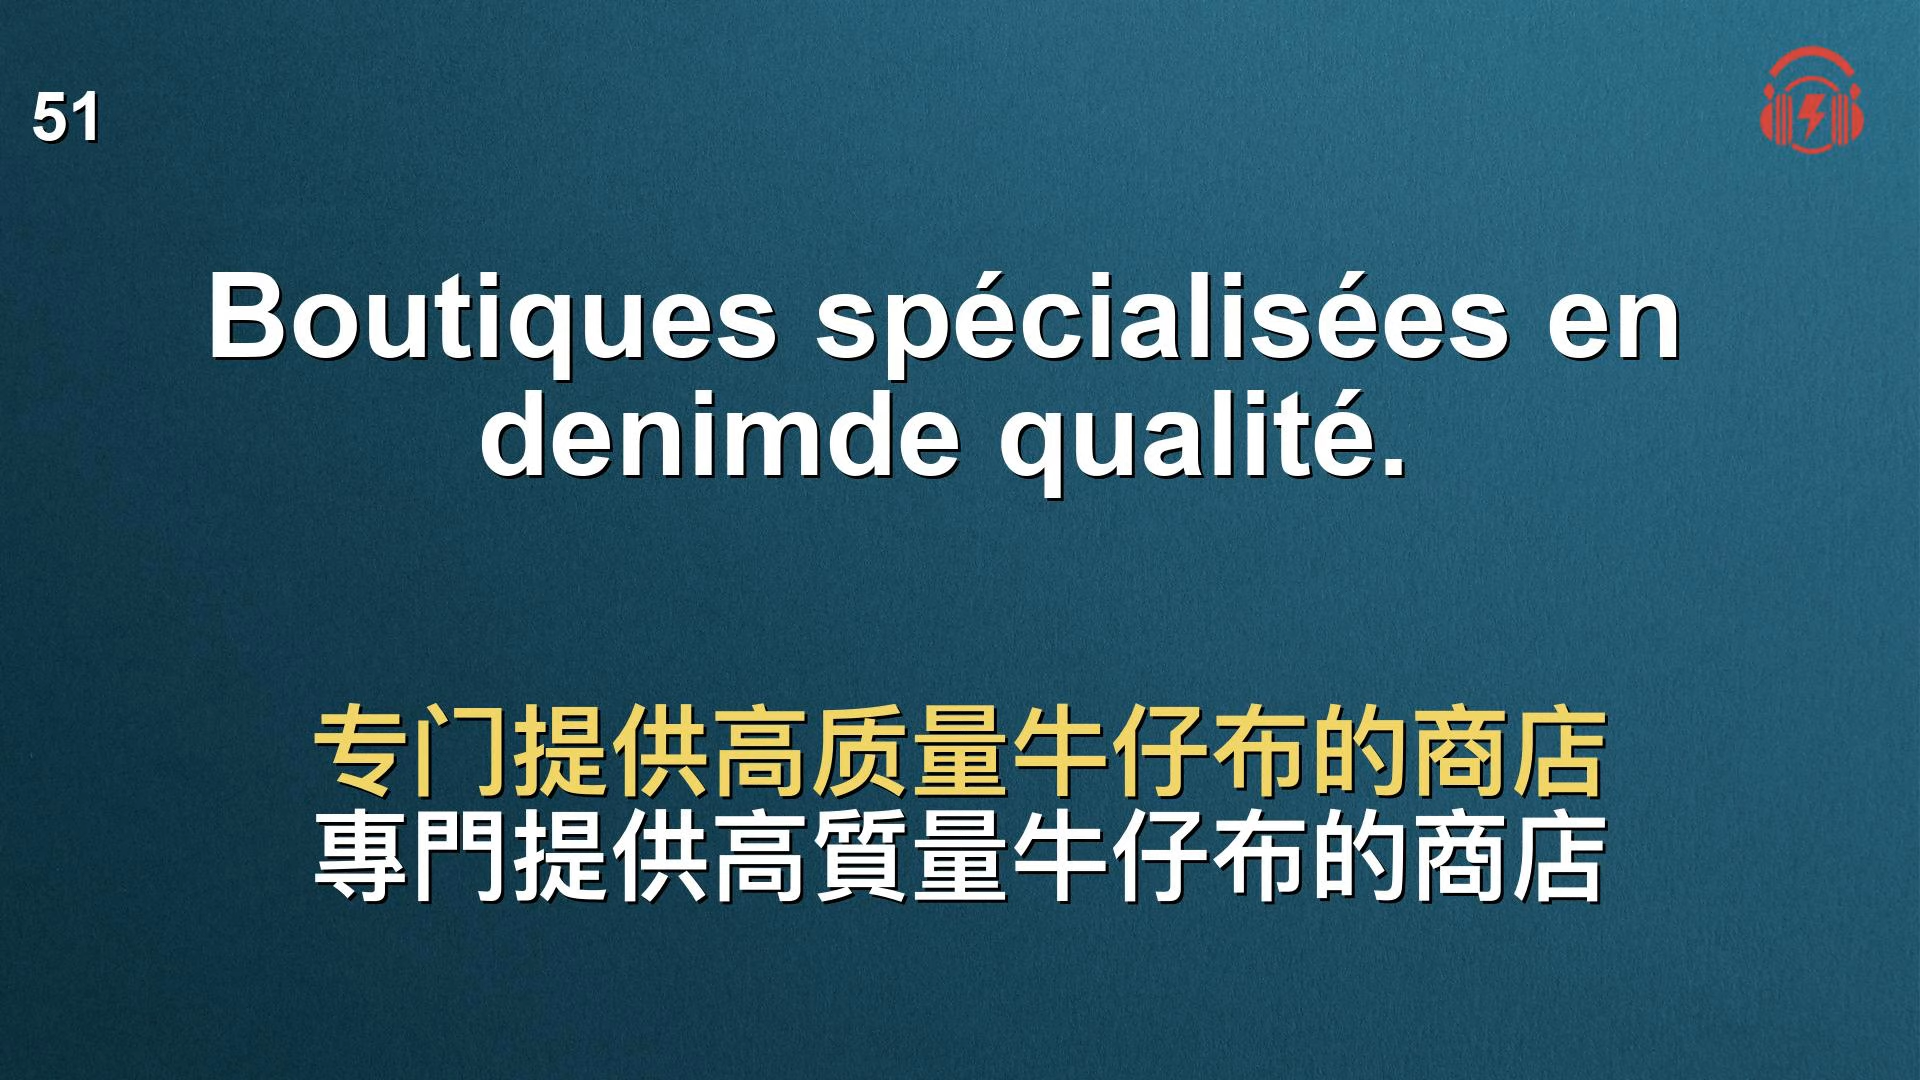 51
Boutiques spécialisées en
denimde qualité.
专门提供高质量牛仔布的商店
專門提供高質量牛仔布的商店